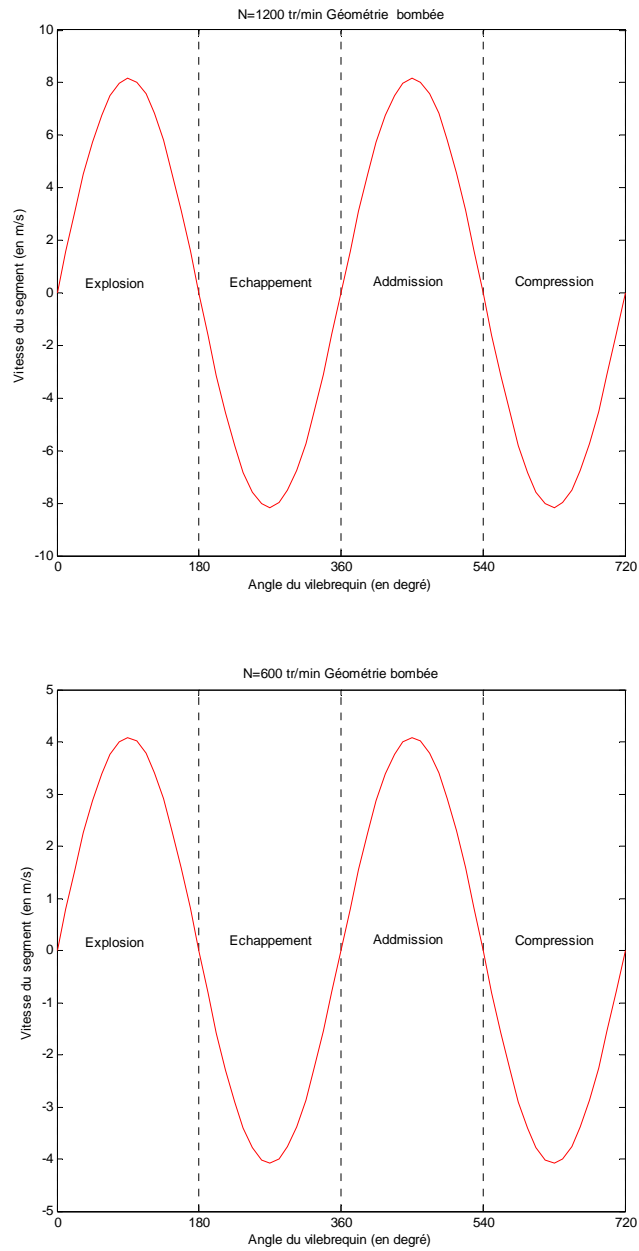 N=1200 tr/min Géométrie bombée
10
8
6
4
2
0
-2
-4
-6
-8
-10
Vitesse du segment (en m/s)
Explosion
Echappement
Addmission
Compression
0
180
360
540
720
Angle du vilebrequin (en degré)
N=600 tr/min Géométrie bombée
5
4
3
2
1
0
-1
-2
-3
-4
-5
Vitesse du segment (en m/s)
Explosion
Echappement
Addmission
Compression
0
180
360
540
720
Angle du vilebrequin (en degré)